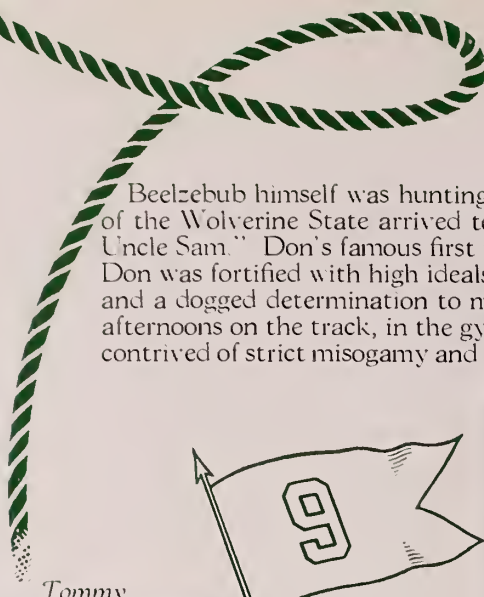 Beelzebub himself was hunting
of the Wolverine State arrived to
Uncle Sam." Don's famous first
Don was fortified with high ideals
and a dogged determination to m
afternoons on the track, in the gy
contrived of strict misogamy and
9
Tommy